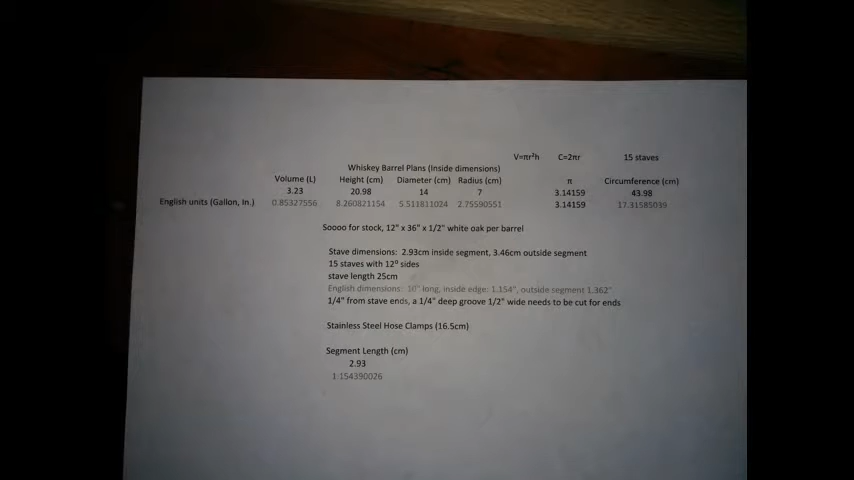 V=πr²h C=2πr 15 staves
Whiskey Barrel Plans (Inside dimensions)
Volume (L) Height (cm) Diameter (cm) Radius (cm) π Circumference (cm)
3.23 20.98 14 7 3.14159 43.98
English units (Gallon, In.) 0.85327556 8.260821154 5.511811024 2.75590551 3.14159 17.31585039
Soooo for stock, 12" x 36" x 1/2" white oak per barrel
Stave dimensions: 2.93cm inside segment, 3.46cm outside segment
15 staves with 12⁰ sides
stave length 25cm
English dimensions: 10" long, inside edge: 1.154", outside segment 1.362"
1/4" from stave ends, a 1/4" deep groove 1/2" wide needs to be cut for ends
Stainless Steel Hose Clamps (16.5cm)
Segment Length (cm)
2.93
1.154390026